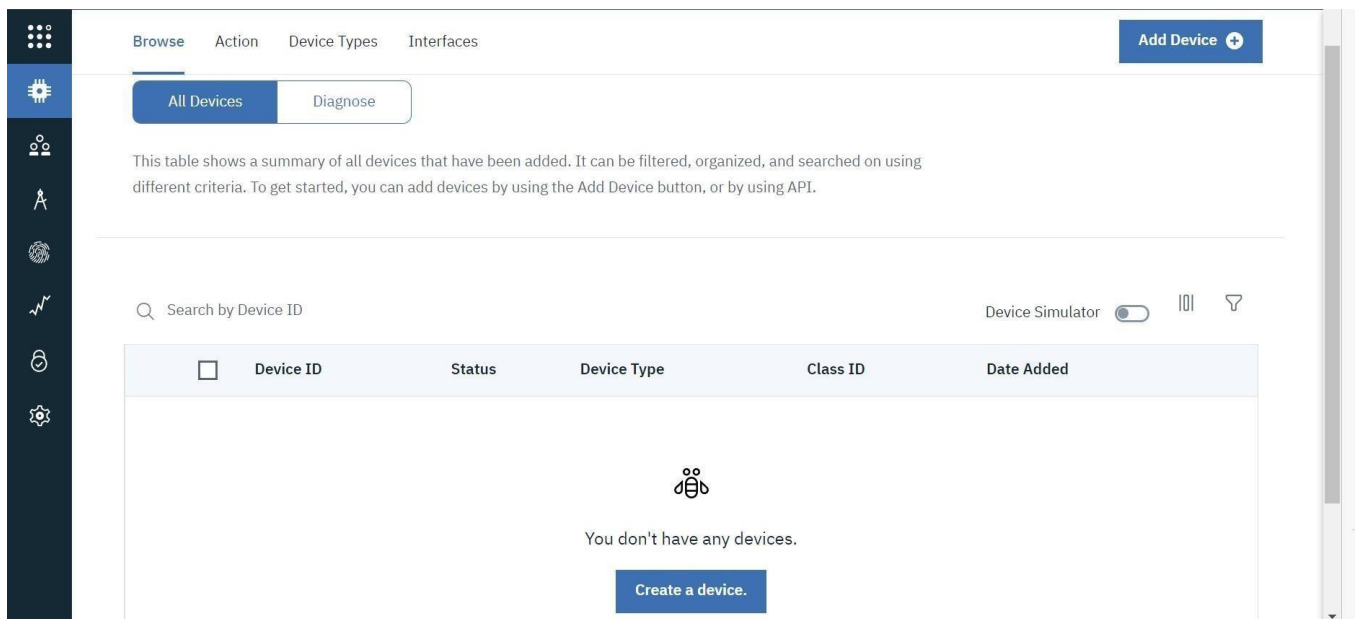 Browse Action Device Types Interfaces
Add Device
All Devices Diagnose
This table shows a summary of all devices that have been added. It can be filtered, organized, and searched on using
different criteria. To get started, you can add devices by using the Add Device button, or by using API.
Search by Device ID
Device Simulator
Device ID Status Device Type Class ID Date Added
You don't have any devices.
Create a device.